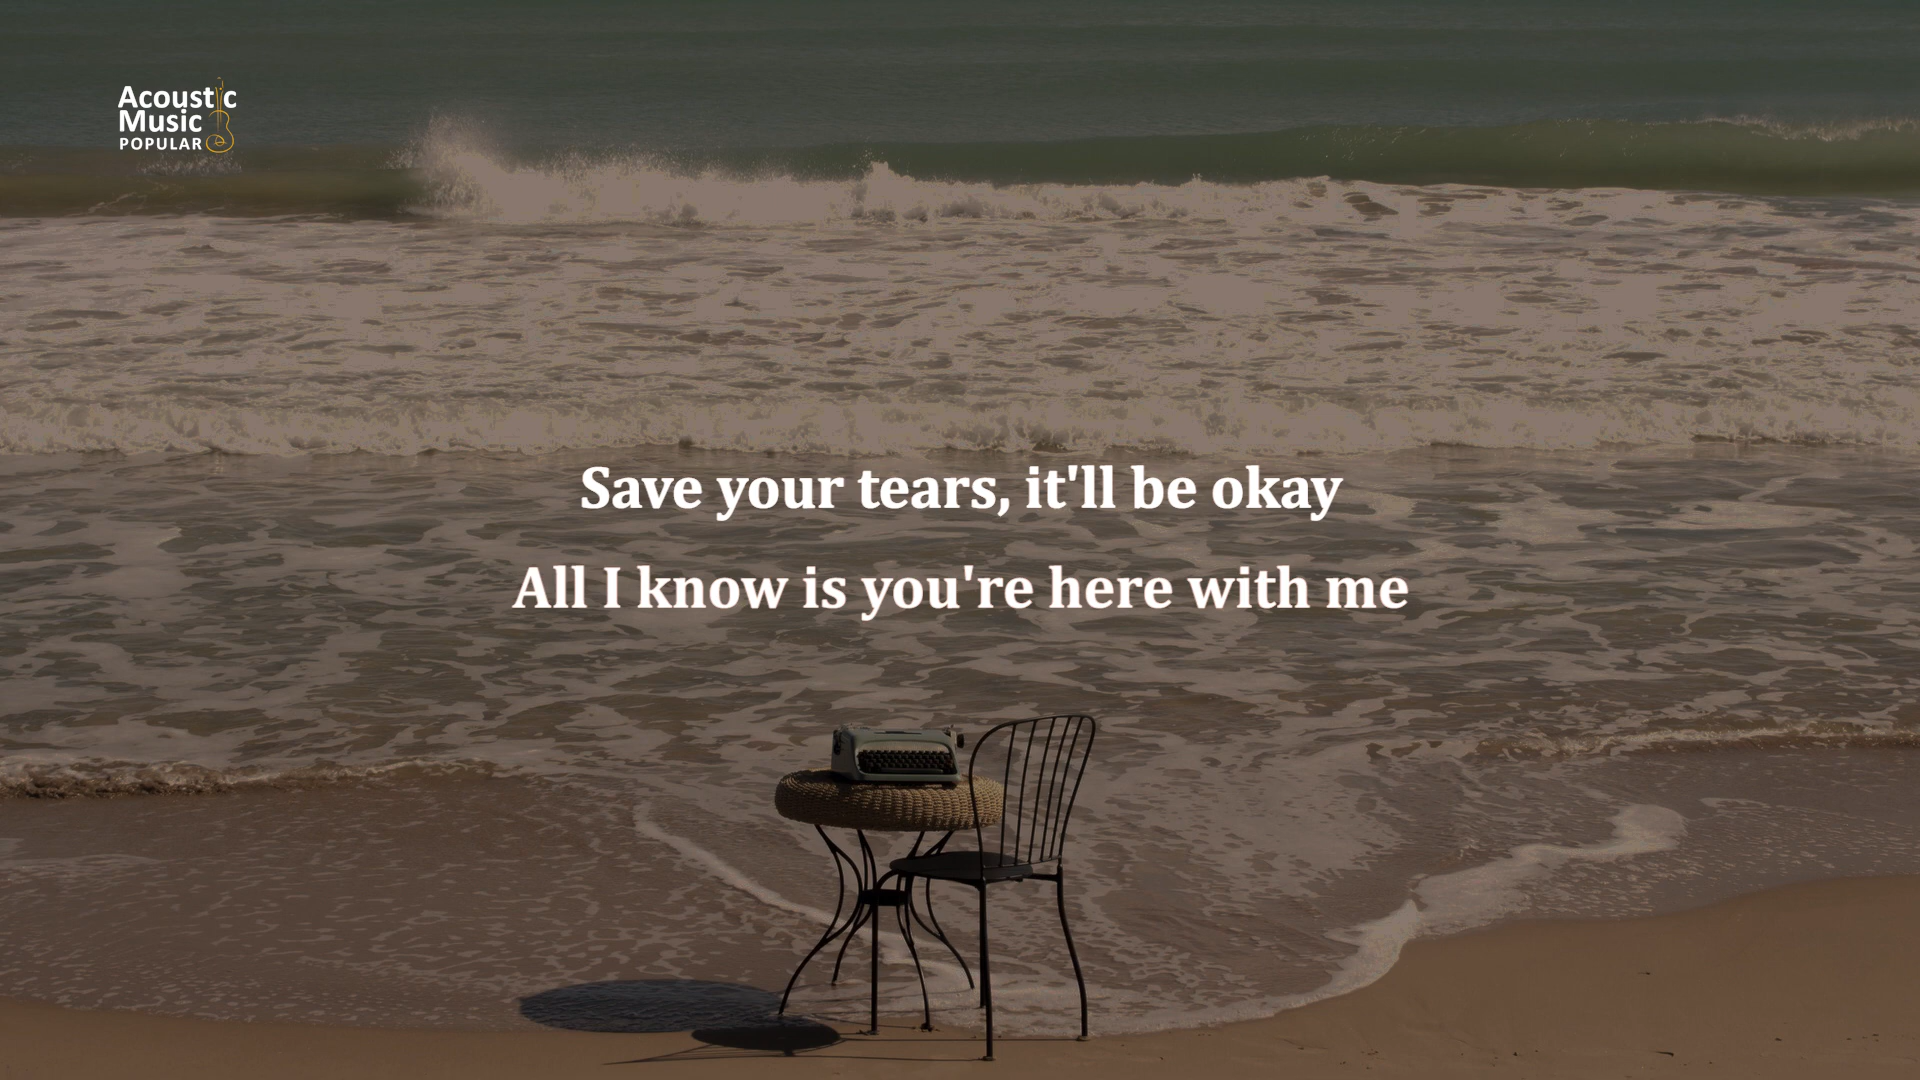 Acoustic
Music
POPULAR
Save your tears, it'll be okay
All I know is you're here with me